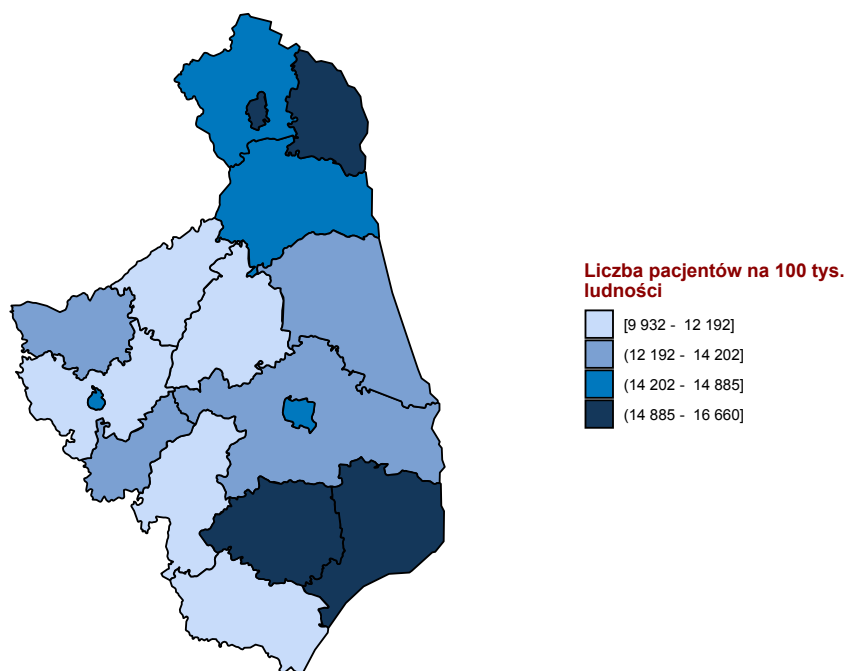 Liczba pacjentów na 100 tys.
ludności
[9 932 - 12 192]
(12 192 - 14 202]
(14 202 - 14 885]
(14 885 - 16 660]